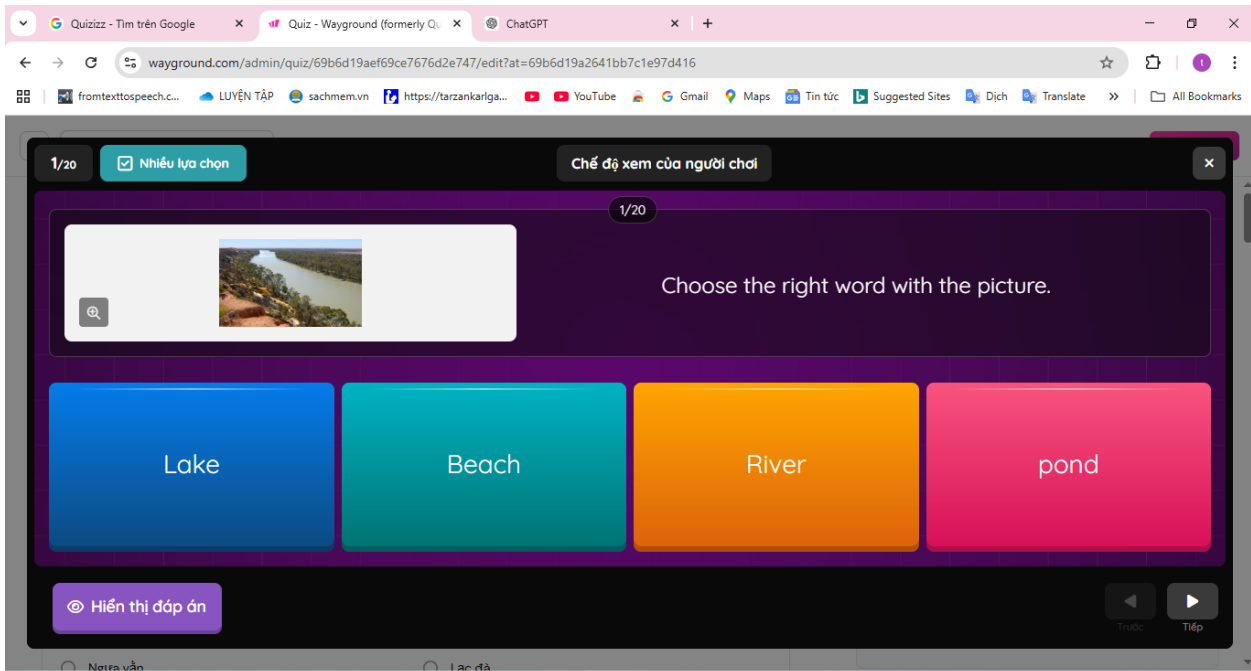 Quizizz - Tìm trên Google
Quiz - Wayground (formerly Qu
ChatGPT
wayground.com/admin/quiz/69b6d19aef69ce7676d2e747/edit?at=69b6d19a2641bb7c1e97d416
fromtexttospeech.c... LUYỆN TẬP sachmem.vn https://tarzankarlga... YouTube Gmail Maps Tin tức Suggested Sites Dịch Translate » All Bookmarks
1/20 Nhiều lựa chọn Chế độ xem của người chơi
1/20
Choose the right word with the picture.
Lake Beach River pond
Hiển thị đáp án
Trước Tiếp
Ngựa vằn Lạc đà